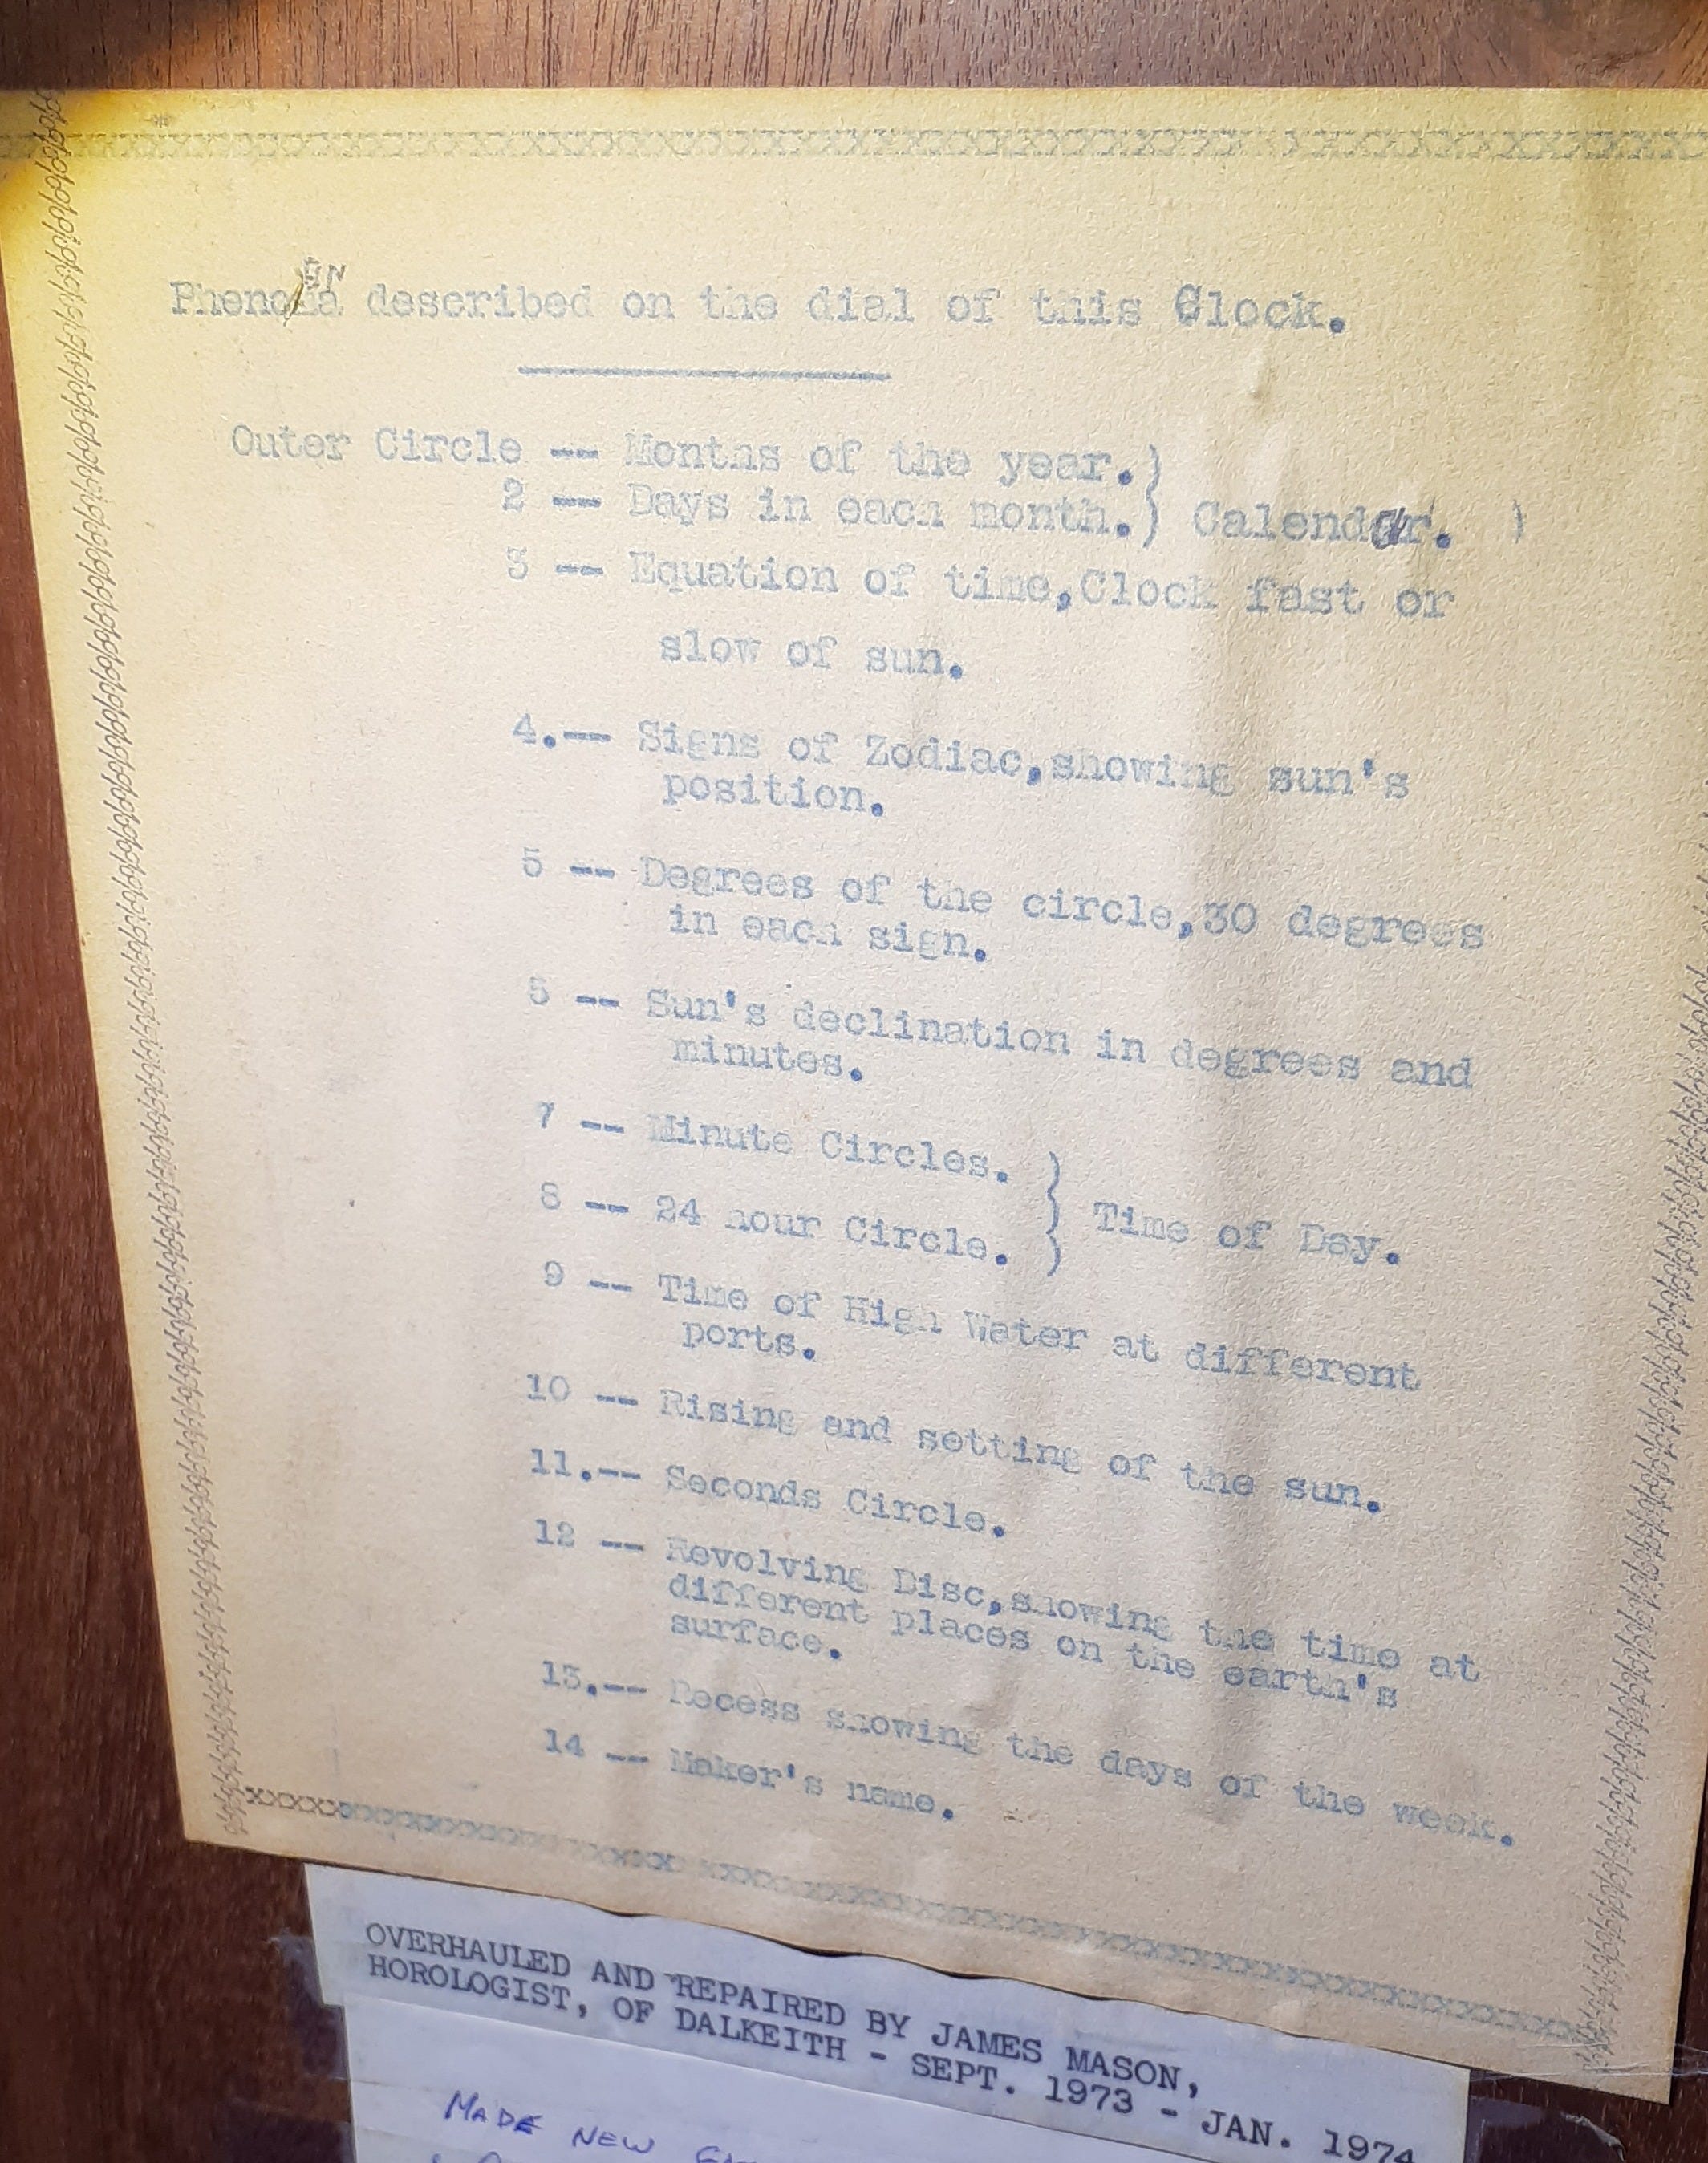 Phenomena described on the dial of this Clock.
Outer Circle -- Months of the year.)
2 -- Days in each month.) Calendar. )
3 -- Equation of time,Clock fast or
slow of sun.
4.-- Signs of Zodiac,showing sun's
position.
5 -- Degrees of the circle,30 degrees
in each sign.
6 -- Sun's declination in degrees and
minutes.
7 -- Minute Circles. )
8 -- 24 hour Circle. ) Time of Day.
9 -- Time of High Water at different
ports.
10 -- Rising and setting of the sun.
11.-- Seconds Circle.
12 -- Revolving Disc,showing the time at
different places on the earth's
surface.
13.-- Recess showing the days of the week.
14 -- Maker's name.
OVERHAULED AND REPAIRED BY JAMES MASON,
HOROLOGIST, OF DALKEITH - SEPT. 1973 - JAN. 1974
MADE NEW